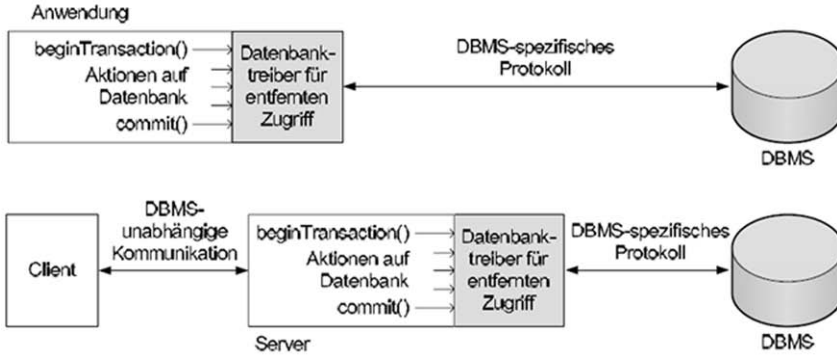 Anwendung
beginTransaction()
Aktionen auf
Datenbank
commit()
Datenbank-
treiber für
entfernten
Zugriff
DBMS-spezifisches
Protokoll
DBMS
Client
DBMS-
unabhängige
Kommunikation
beginTransaction()
Aktionen auf
Datenbank
commit()
Server
Datenbank-
treiber für
entfernten
Zugriff
DBMS-spezifisches
Protokoll
DBMS